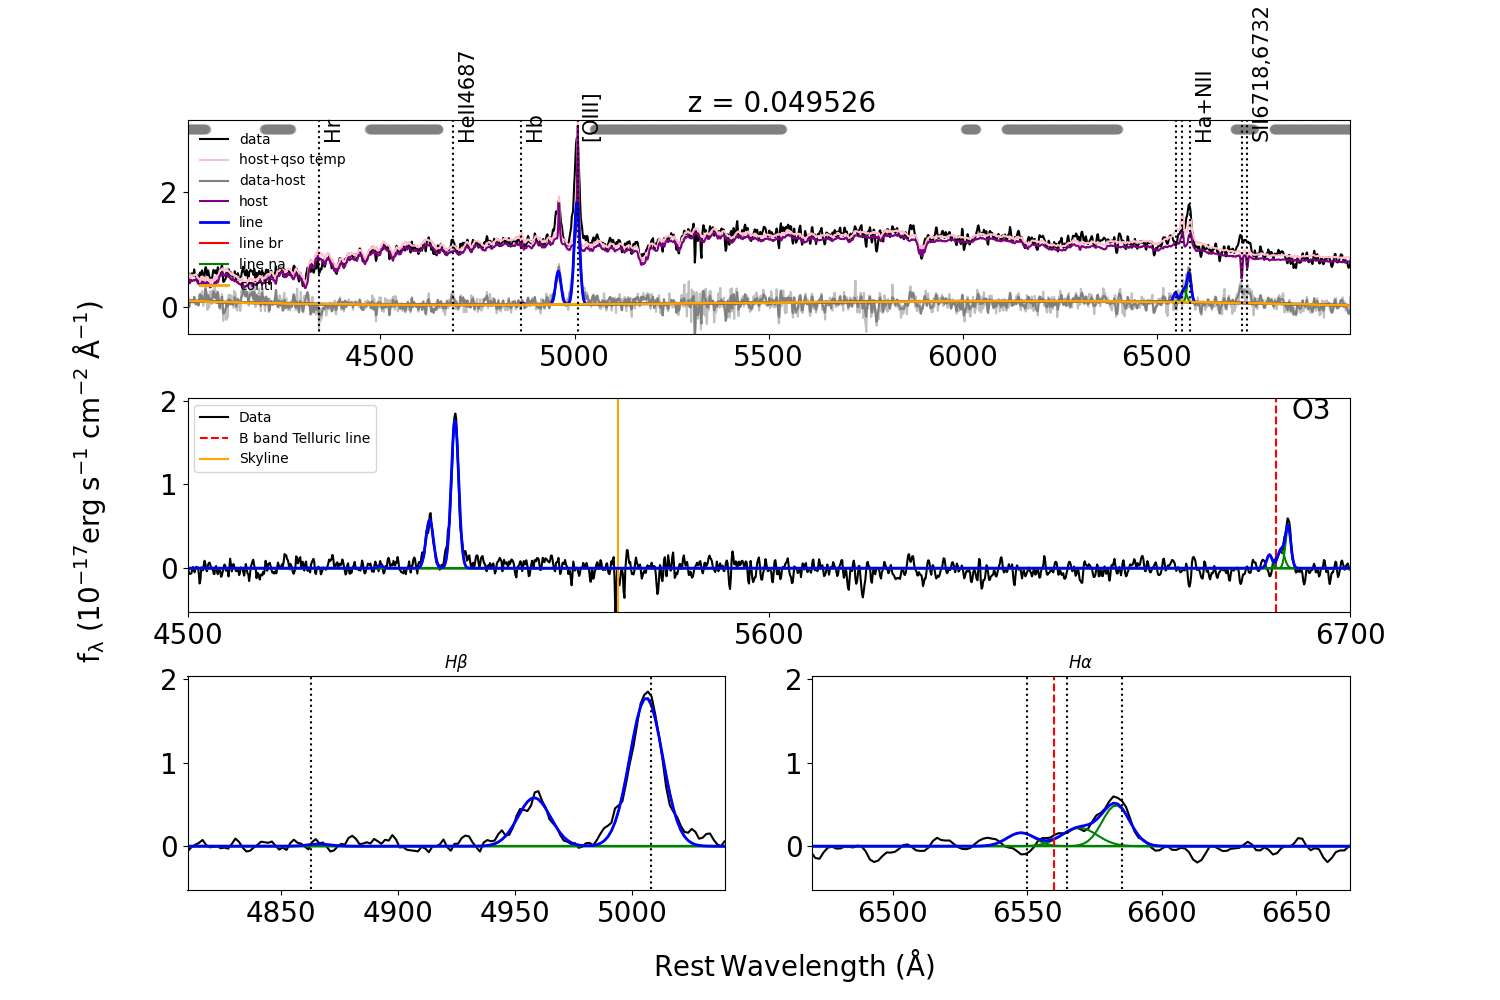 z = 0.049526
Hr
HeII4687
Hb
[OIII]
Ha+NII
SII6718,6732
data
host+qso temp
data-host
host
line
line br
line na
conti
2
0
4500
5000
5500
6000
6500
fλ (10⁻¹⁷erg s⁻¹ cm⁻² Å⁻¹)
O3
Data
B band Telluric line
Skyline
2
1
0
4500
5600
6700
Hβ
2
1
0
4850
4900
4950
5000
Hα
2
1
0
6500
6550
6600
6650
Rest Wavelength (Å)